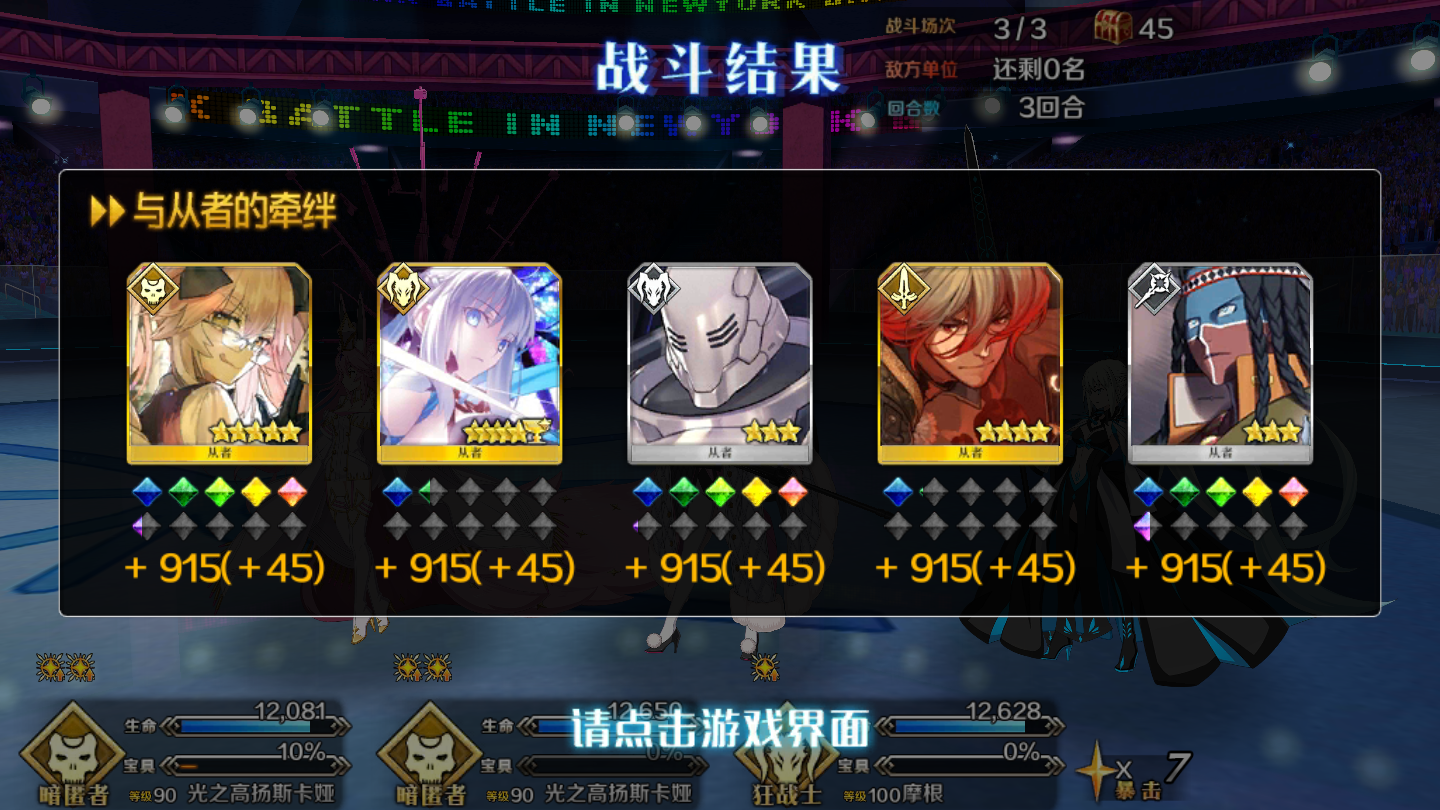 BATTLE IN NEWYORK
战斗场次 3/3 45
战斗结果
敌方单位 还剩0名
回合数 3回合
BATTLE IN NEWYO
与从者的牵绊
从者 从者 从者 从者 从者
+ 915(+45) + 915(+45) + 915(+45) + 915(+45) + 915(+45)
生命 12,081 生命 12,650 12,628
请点击游戏界面
宝具 10% 宝具 0% 宝具 0%
x 7
暴击
暗匿者 等级90 光之高扬斯卡娅 暗匿者 等级90 光之高扬斯卡娅 狂战士 等级100 摩根